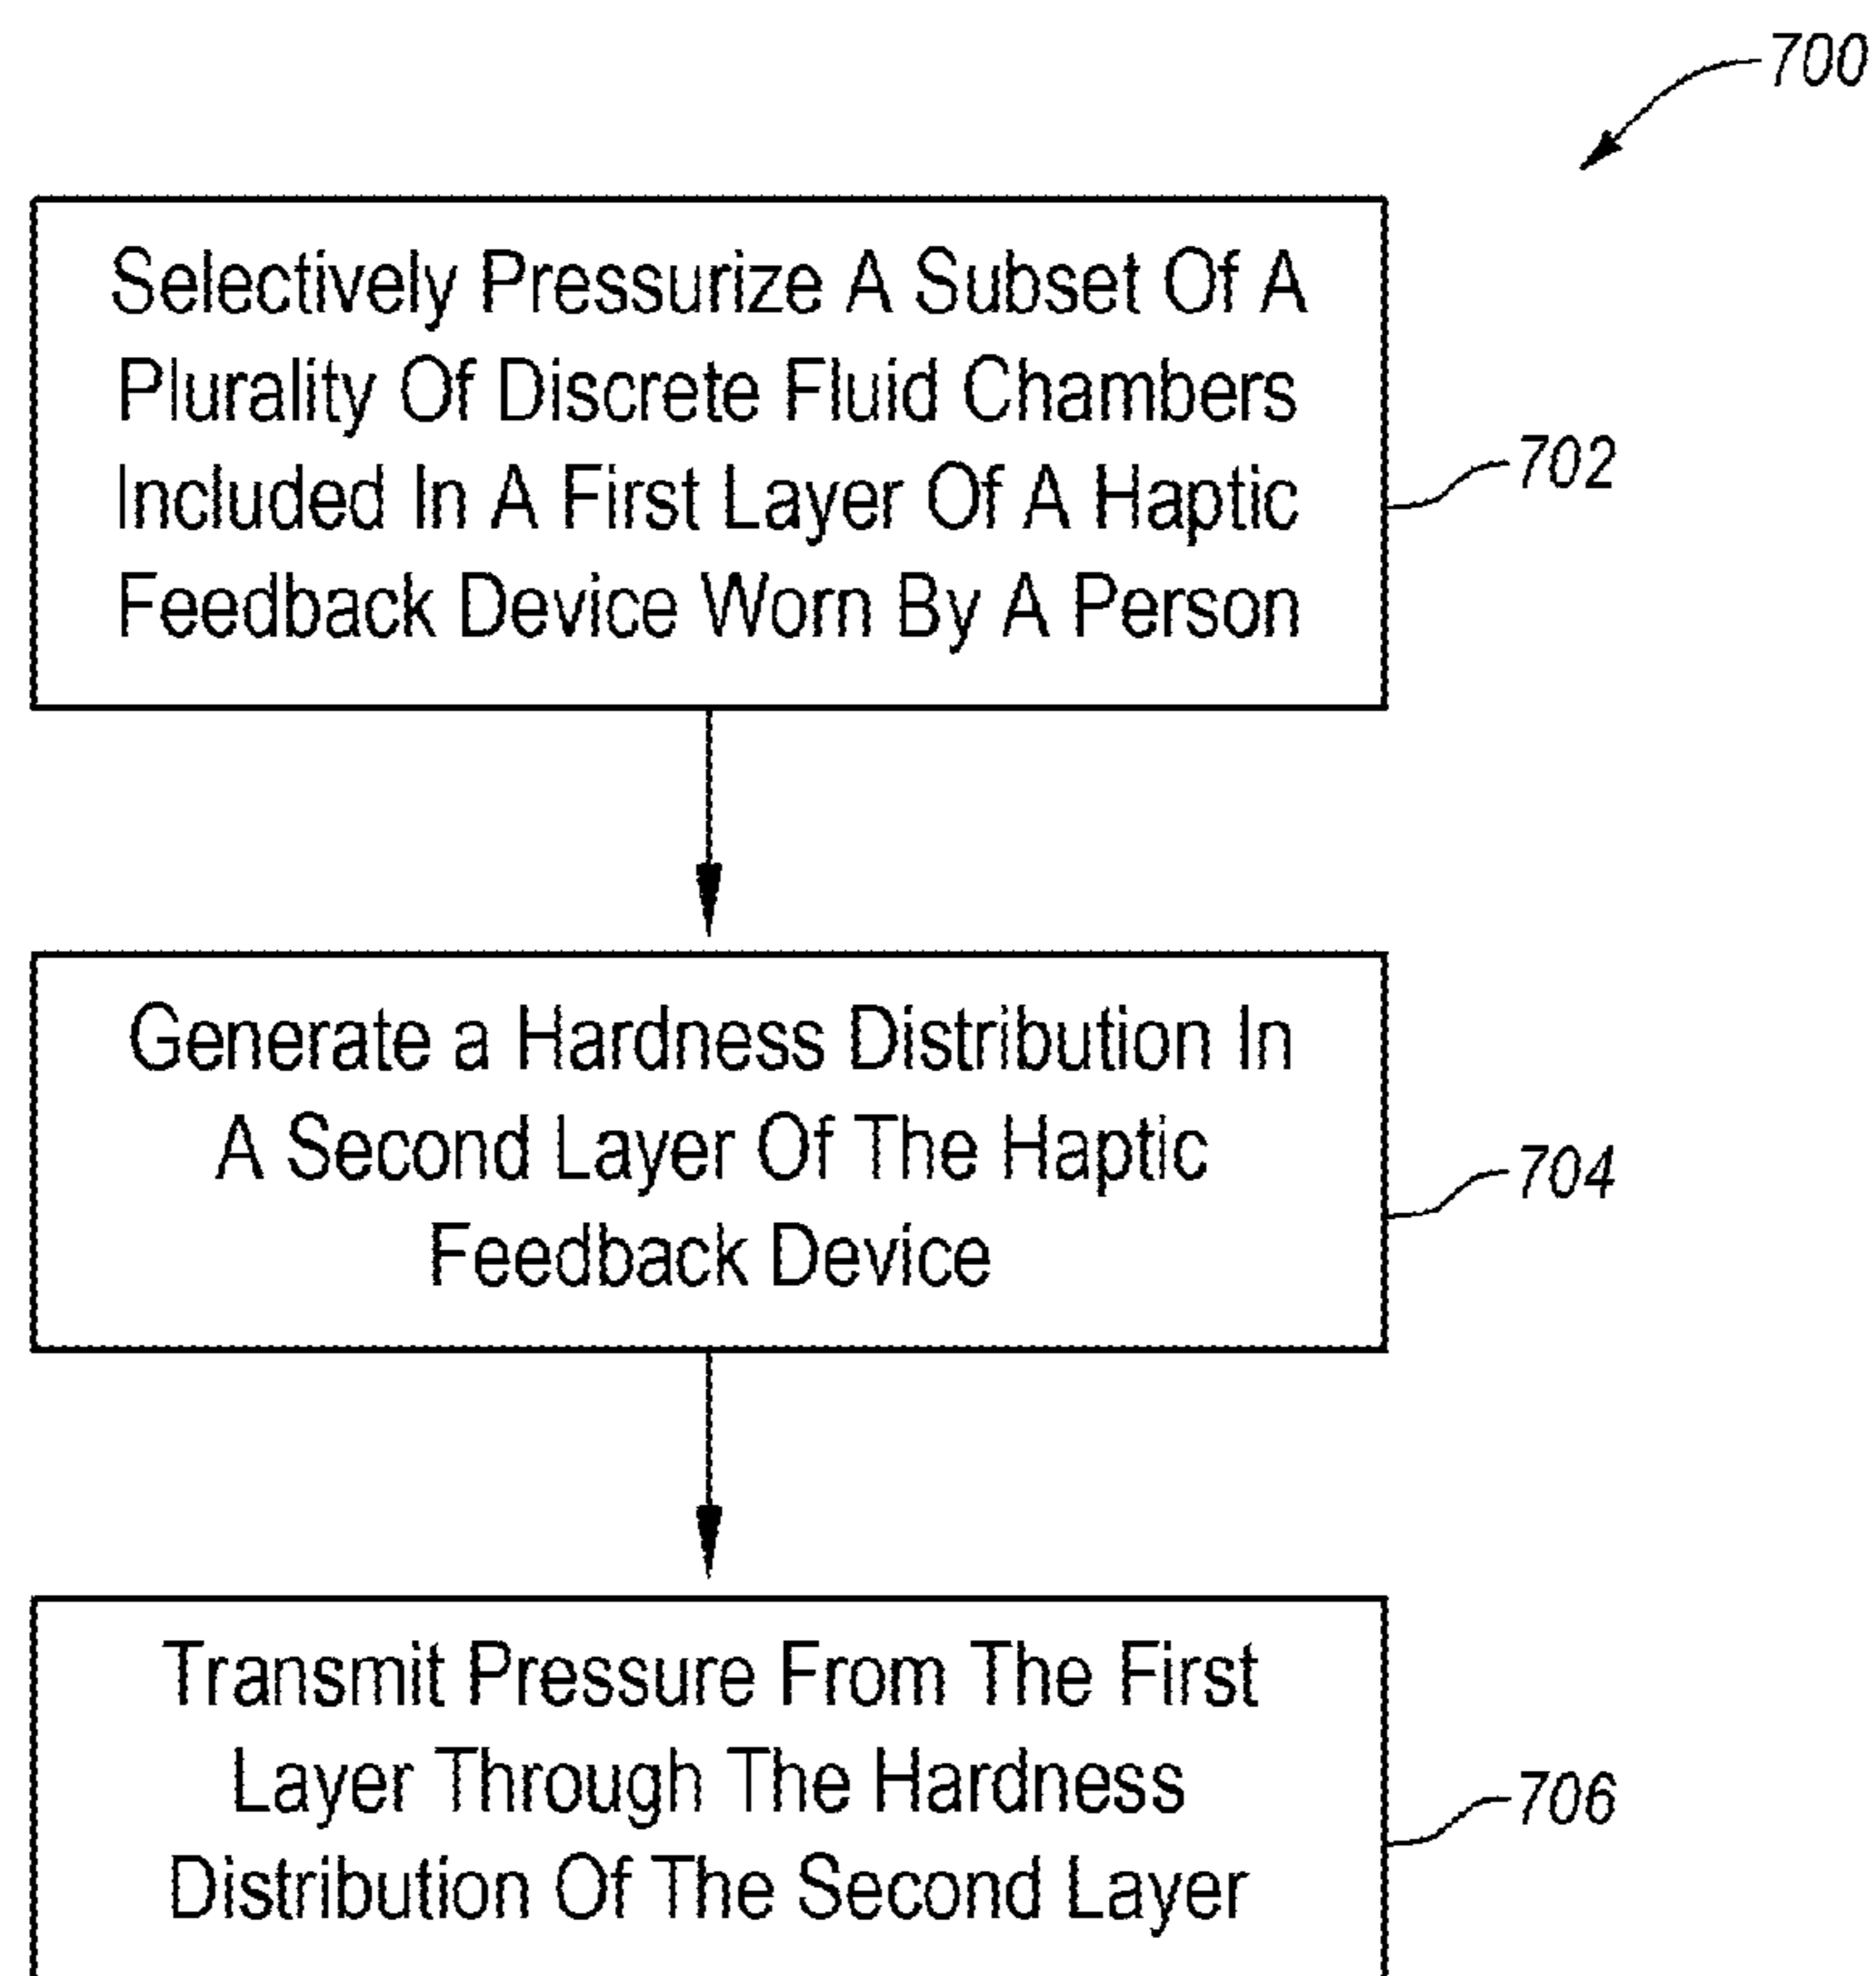 700
Selectively Pressurize A Subset Of A
Plurality Of Discrete Fluid Chambers
Included In A First Layer Of A Haptic
Feedback Device Worn By A Person
702
Generate a Hardness Distribution In
A Second Layer Of The Haptic
Feedback Device
704
Transmit Pressure From The First
Layer Through The Hardness
Distribution Of The Second Layer
706